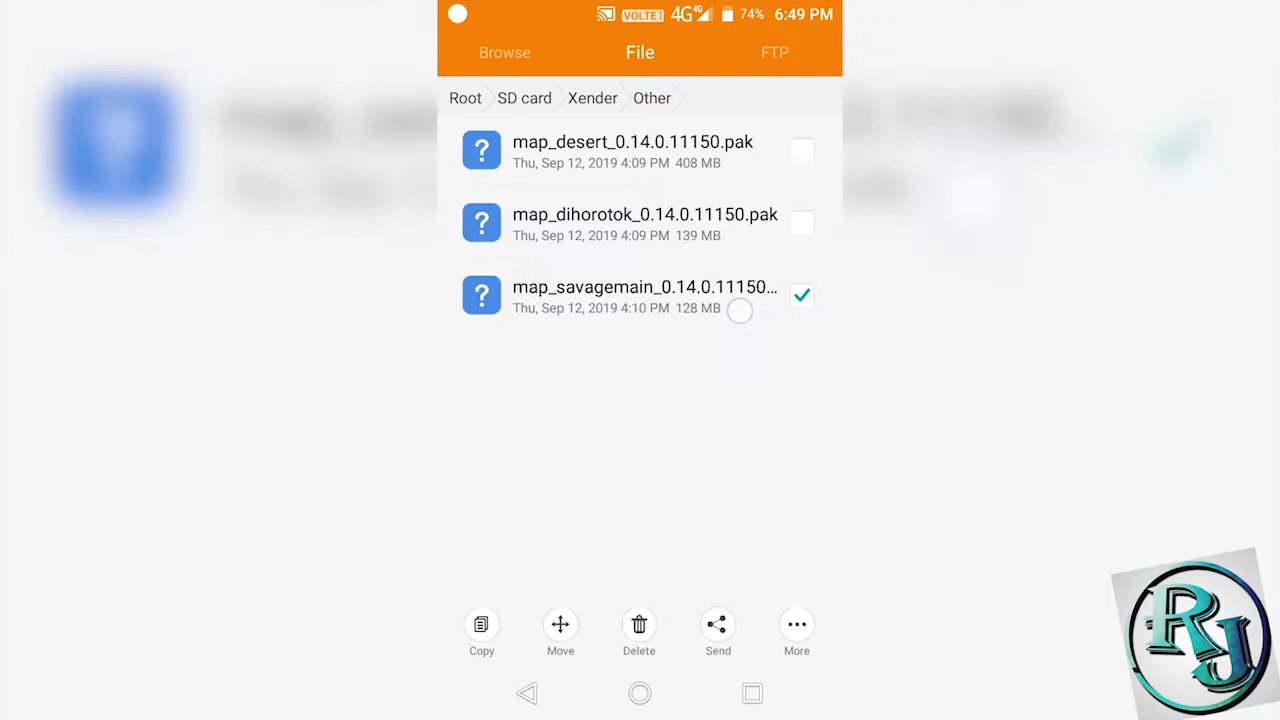 VOLTE1 4G 4G 74% 6:49 PM
Browse File FTP
Root SD card Xender Other
map_desert_0.14.0.11150.pak
Thu, Sep 12, 2019 4:09 PM 408 MB
map_dihorotok_0.14.0.11150.pak
Thu, Sep 12, 2019 4:09 PM 139 MB
map_savagemain_0.14.0.11150...
Thu, Sep 12, 2019 4:10 PM 128 MB
Copy Move Delete Send More
RJ